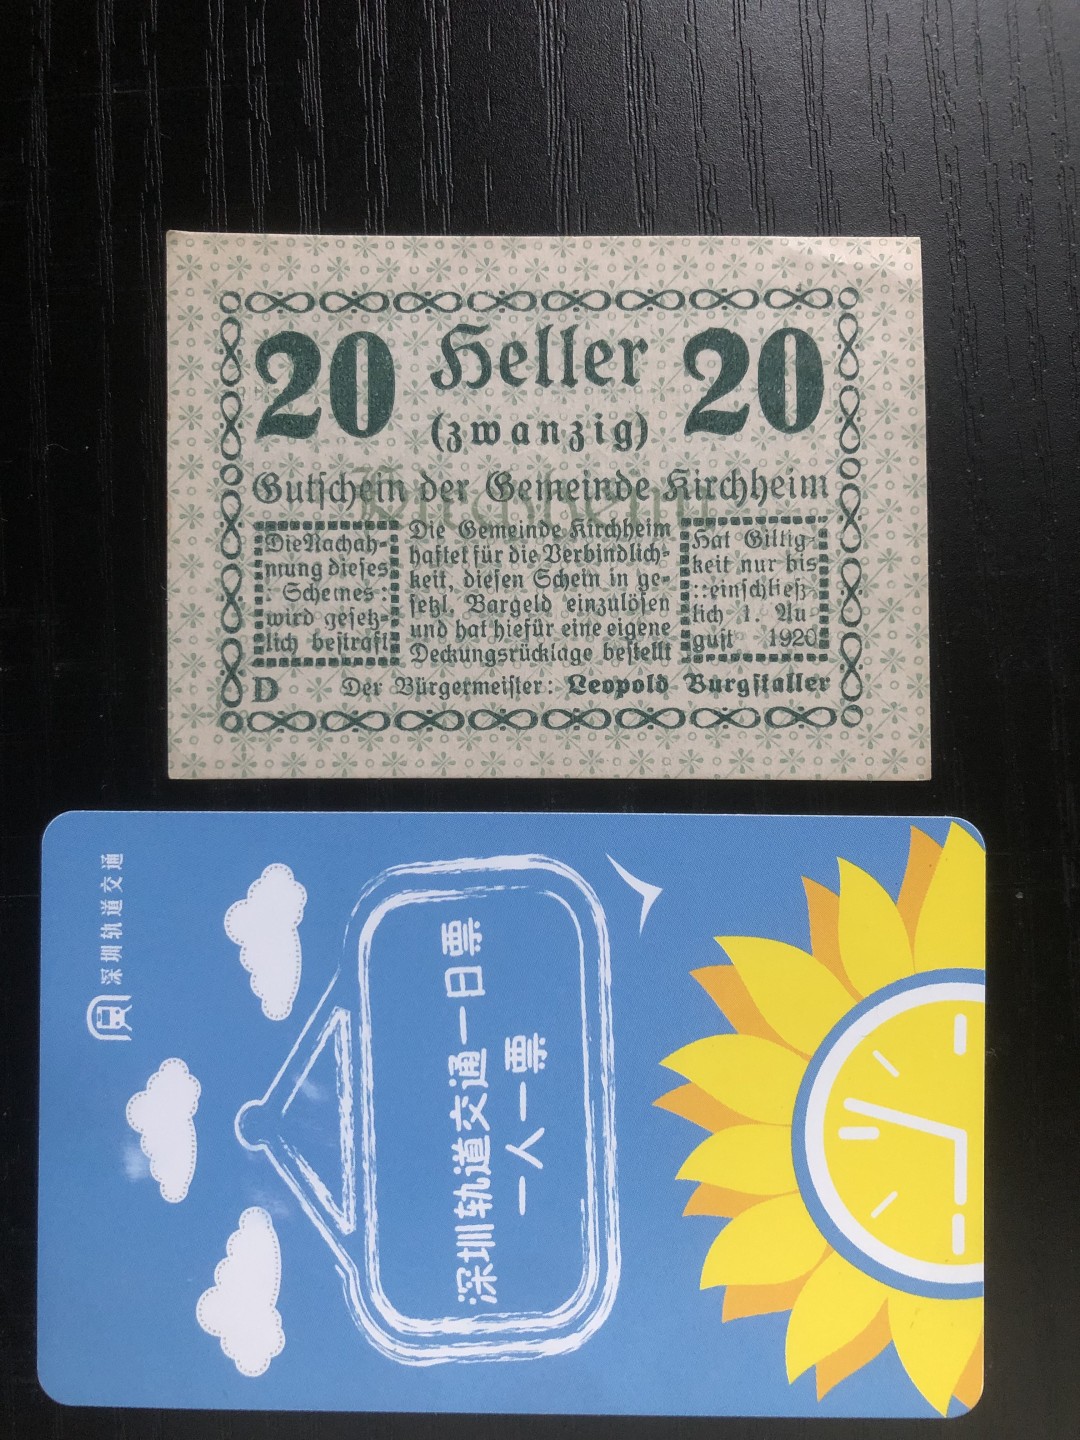 20 Heller 20
(zwanzig)
Gutschein der Gemeinde Kirchheim
Kirchheim
Die Nachah-
mung dieses
: Scheines :
wird gesetz-
lich bestraft
Die Gemeinde Kirchheim
haftet für die Verbindlich-
keit, diesen Schein in ge-
setzl. Bargeld einzulösen
und hat hiefür eine eigene
Deckungsrücklage bestellt
Hat Giltig-
keit nur bis
: : einschließ-
lich 1. Au-
gust 1920
D Der Bürgermeister: Leopold Burgstaller
深圳轨道交通
深圳轨道交通一日票
一人一票